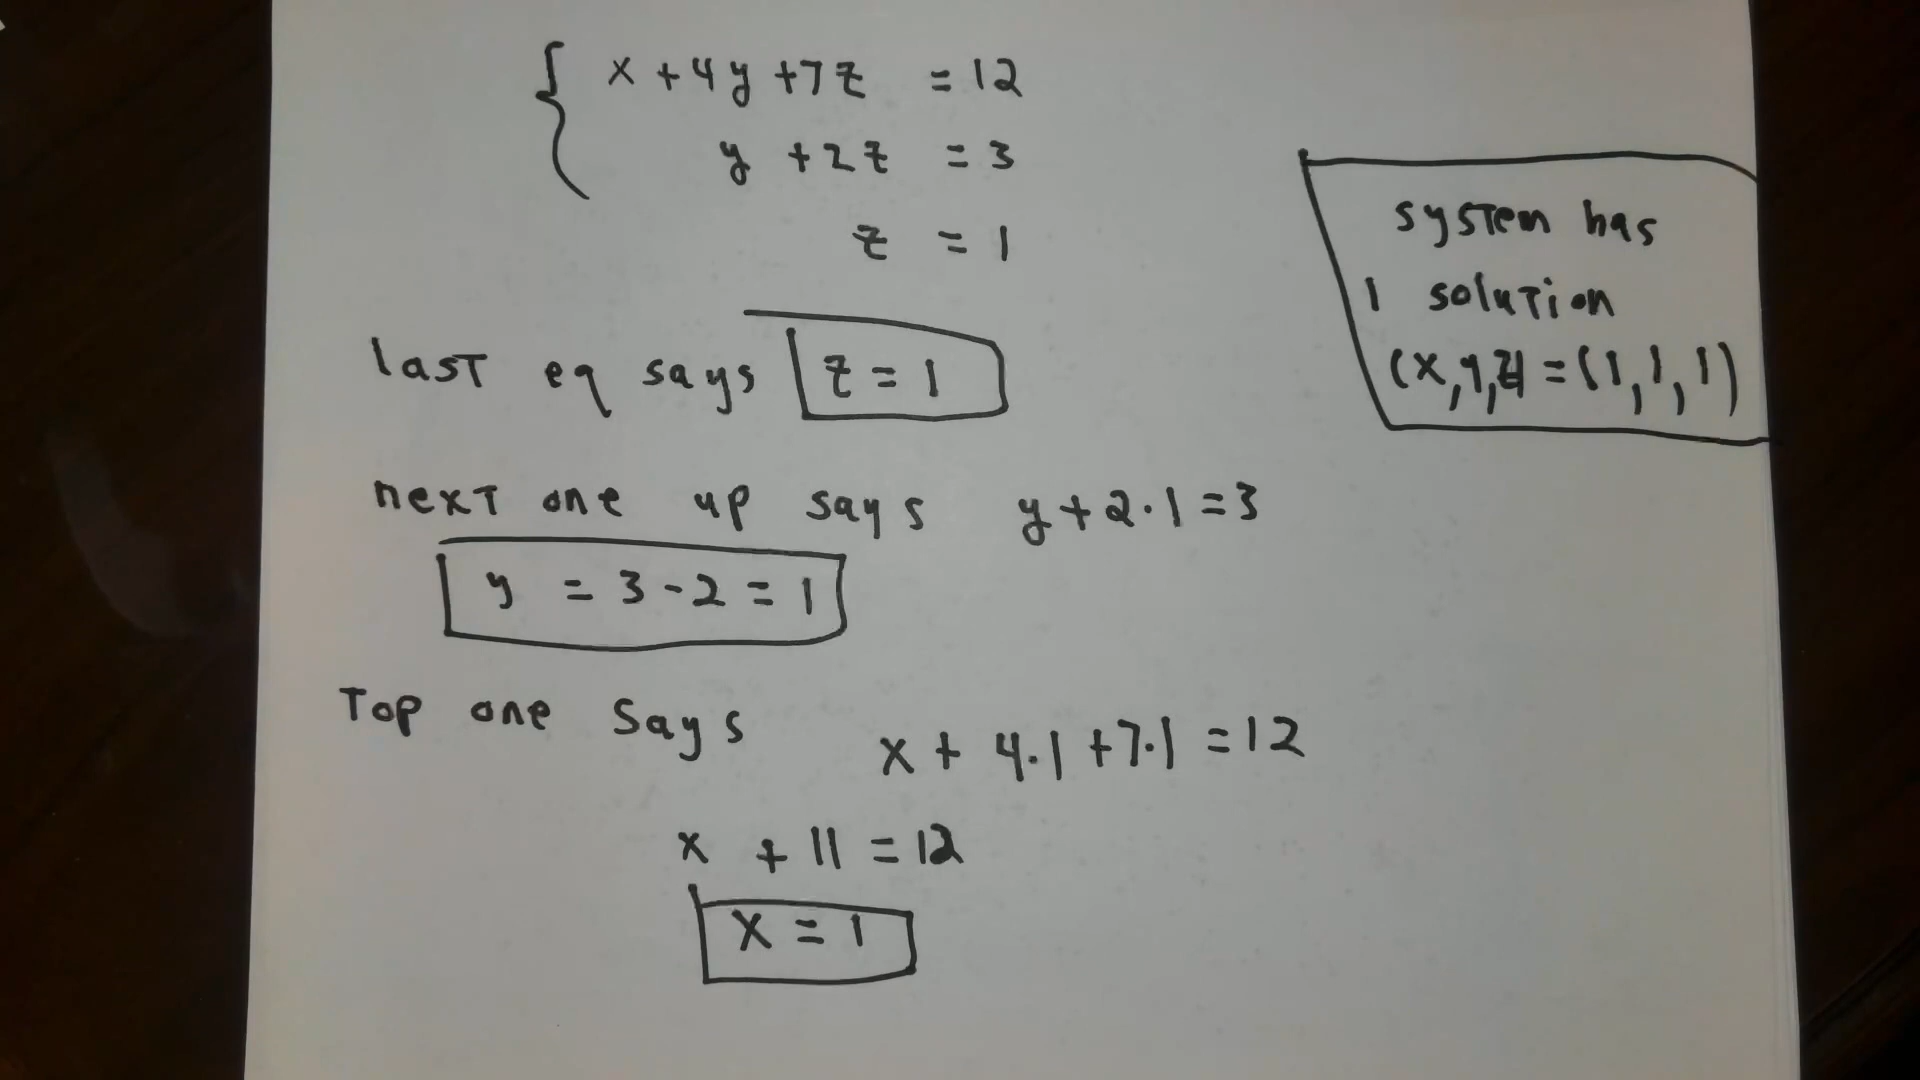 x + 4y + 7z = 12
y + 2z = 3
z = 1
last eq says z = 1
next one up says y + 2·1 = 3
y = 3 - 2 = 1
Top one says x + 4·1 + 7·1 = 12
x + 11 = 12
x = 1
system has
1 solution
(x,y,z) = (1,1,1)